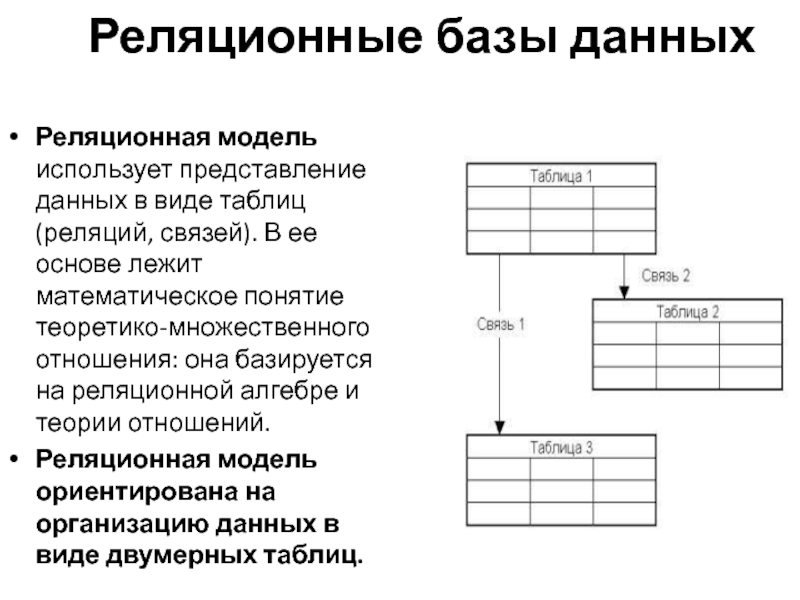 Реляционные базы данных
• Реляционная модель
использует представление
данных в виде таблиц
(реляций, связей). В ее
основе лежит
математическое понятие
теоретико-множественного
отношения: она базируется
на реляционной алгебре и
теории отношений.
• Реляционная модель
ориентирована на
организацию данных в
виде двумерных таблиц.
Таблица 1
Связь 2
Таблица 2
Связь 1
Таблица 3